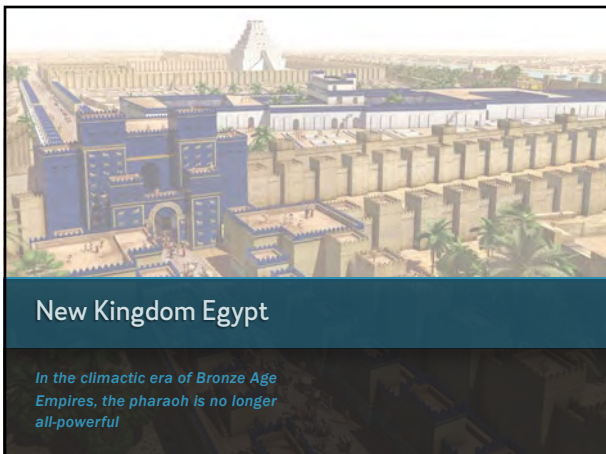 New Kingdom Egypt
In the climactic era of Bronze Age
Empires, the pharaoh is no longer
all-powerful